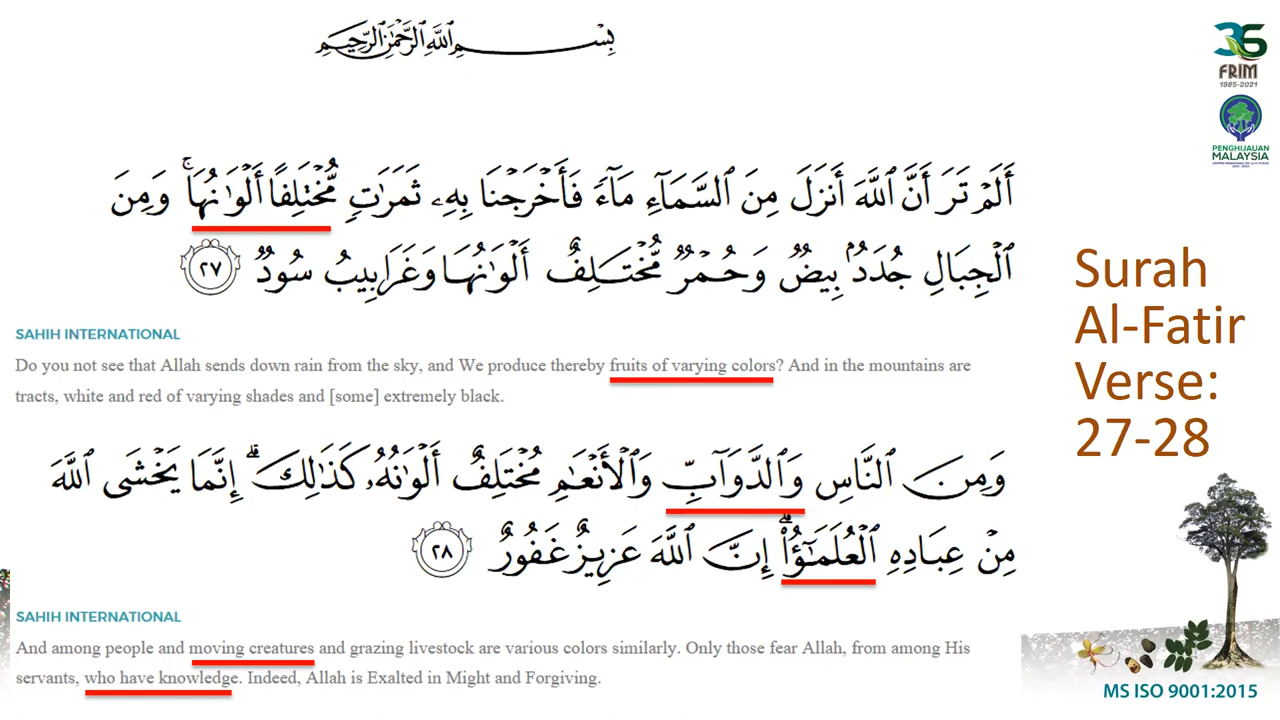 بِسْمِ ٱللَّهِ ٱلرَّحْمَٰنِ ٱلرَّحِيمِ
36
FRIM
1985-2021
PENGHIJAUAN
MALAYSIA
أَلَمْ تَرَ أَنَّ ٱللَّهَ أَنزَلَ مِنَ ٱلسَّمَآءِ مَآءً فَأَخْرَجْنَا بِهِۦ ثَمَرَٰتٍ مُّخْتَلِفًا أَلْوَٰنُهَا ۚ وَمِنَ
ٱلْجِبَالِ جُدَدٌۢ بِيضٌ وَحُمْرٌ مُّخْتَلِفٌ أَلْوَٰنُهَا وَغَرَابِيبُ سُودٌ ٢٧
SAHIH INTERNATIONAL
Do you not see that Allah sends down rain from the sky, and We produce thereby fruits of varying colors? And in the mountains are
tracts, white and red of varying shades and [some] extremely black.
وَمِنَ ٱلنَّاسِ وَٱلدَّوَآبِّ وَٱلْأَنْعَٰمِ مُخْتَلِفٌ أَلْوَٰنُهُۥ كَذَٰلِكَ ۗ إِنَّمَا يَخْشَى ٱللَّهَ
مِنْ عِبَادِهِ ٱلْعُلَمَٰٓؤُا۟ ۗ إِنَّ ٱللَّهَ عَزِيزٌ غَفُورٌ ٢٨
SAHIH INTERNATIONAL
And among people and moving creatures and grazing livestock are various colors similarly. Only those fear Allah, from among His
servants, who have knowledge. Indeed, Allah is Exalted in Might and Forgiving.
Surah
Al-Fatir
Verse:
27-28
MS ISO 9001:2015